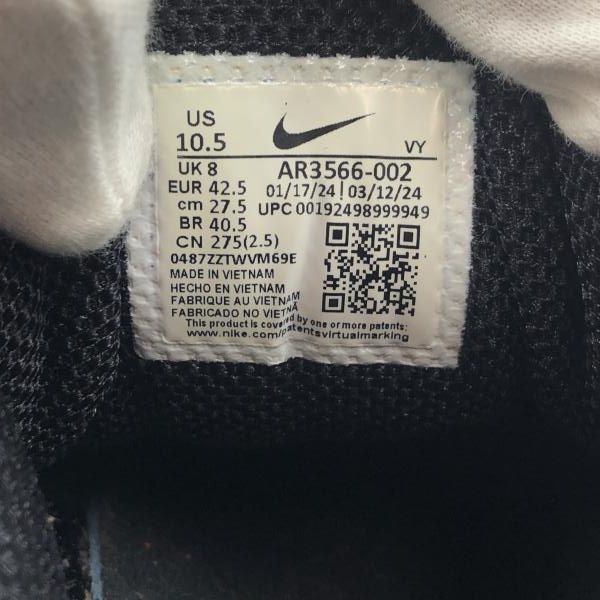 US
10.5 VY
UK 8 AR3566-002
EUR 42.5 01/17/24 | 03/12/24
cm 27.5 UPC 00192498999949
BR 40.5
CN 275(2.5)
0487ZZTWVM69E
MADE IN VIETNAM
HECHO EN VIETNAM
FABRIQUE AU VIETNAM
FABRICADO NO VIETNÃ
This product is covered by one or more patents;
www.nike.com/patentsvirtualmarking